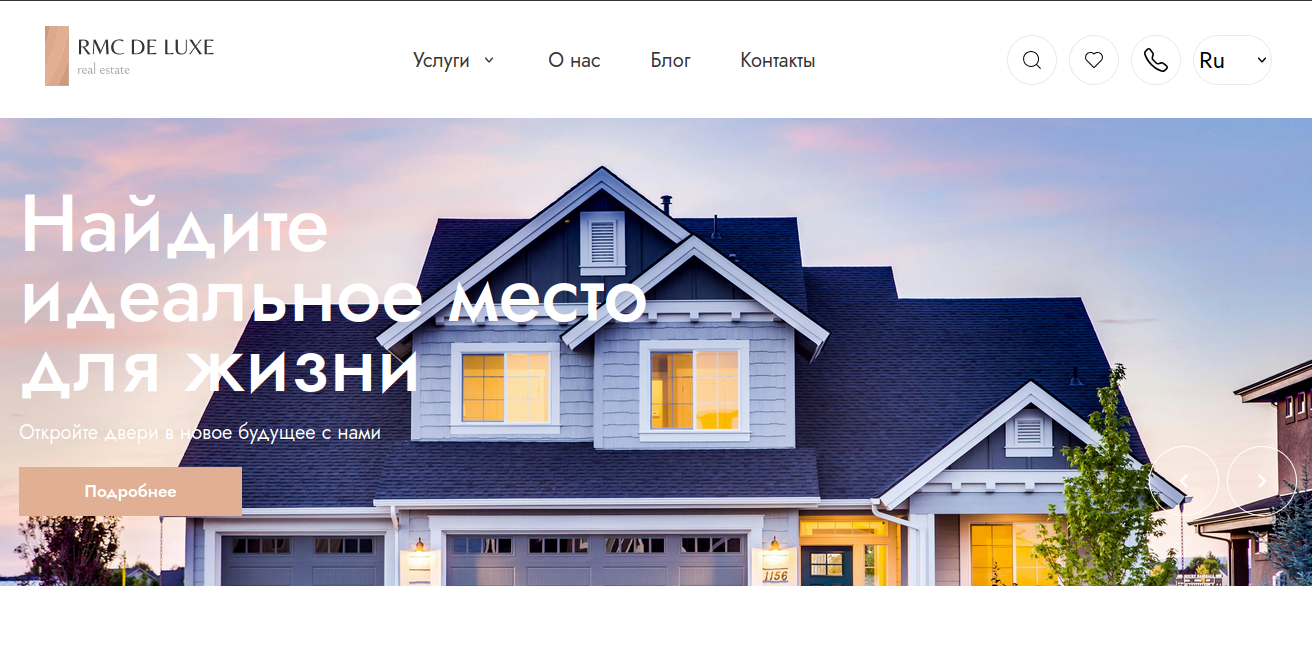 RMC DE LUXE
real estate
Услуги
О нас
Блог
Контакты
Ru
Найдите
идеальное место
для жизни
Откройте двери в новое будущее с нами
Подробнее
1156